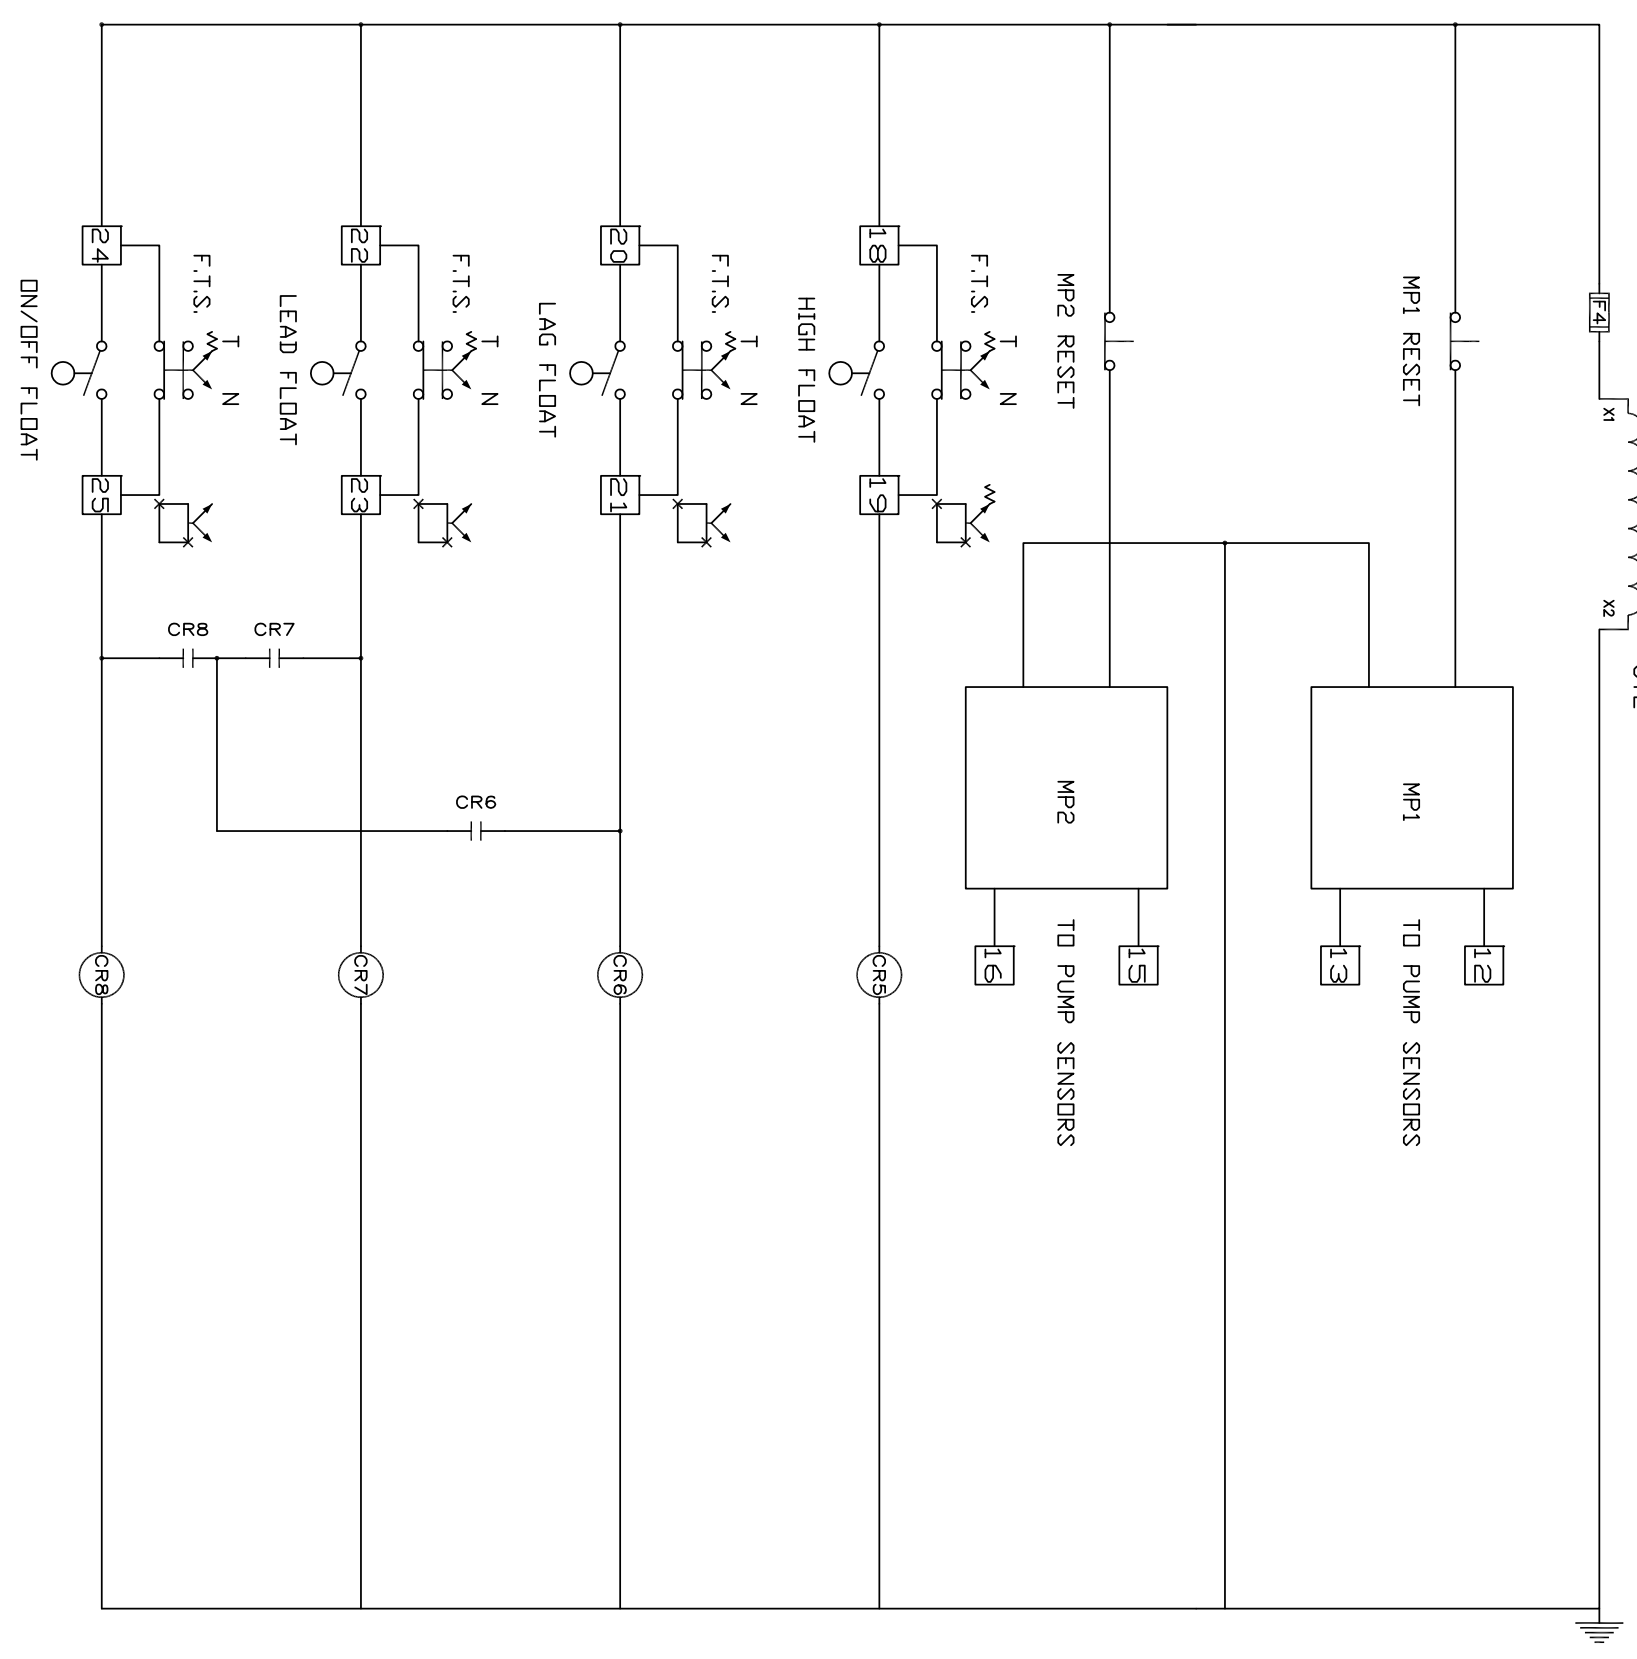 F4
X1
X2
MP1 RESET
MP1
12
13
TO PUMP SENSORS
MP2 RESET
MP2
15
16
TO PUMP SENSORS
F.T.S.
T
N
18
19
HIGH FLOAT
CR5
F.T.S.
T
N
20
21
LAG FLOAT
CR6
CR6
F.T.S.
T
N
22
23
LEAD FLOAT
CR7
CR7
F.T.S.
T
N
24
25
ON/OFF FLOAT
CR8
CR8